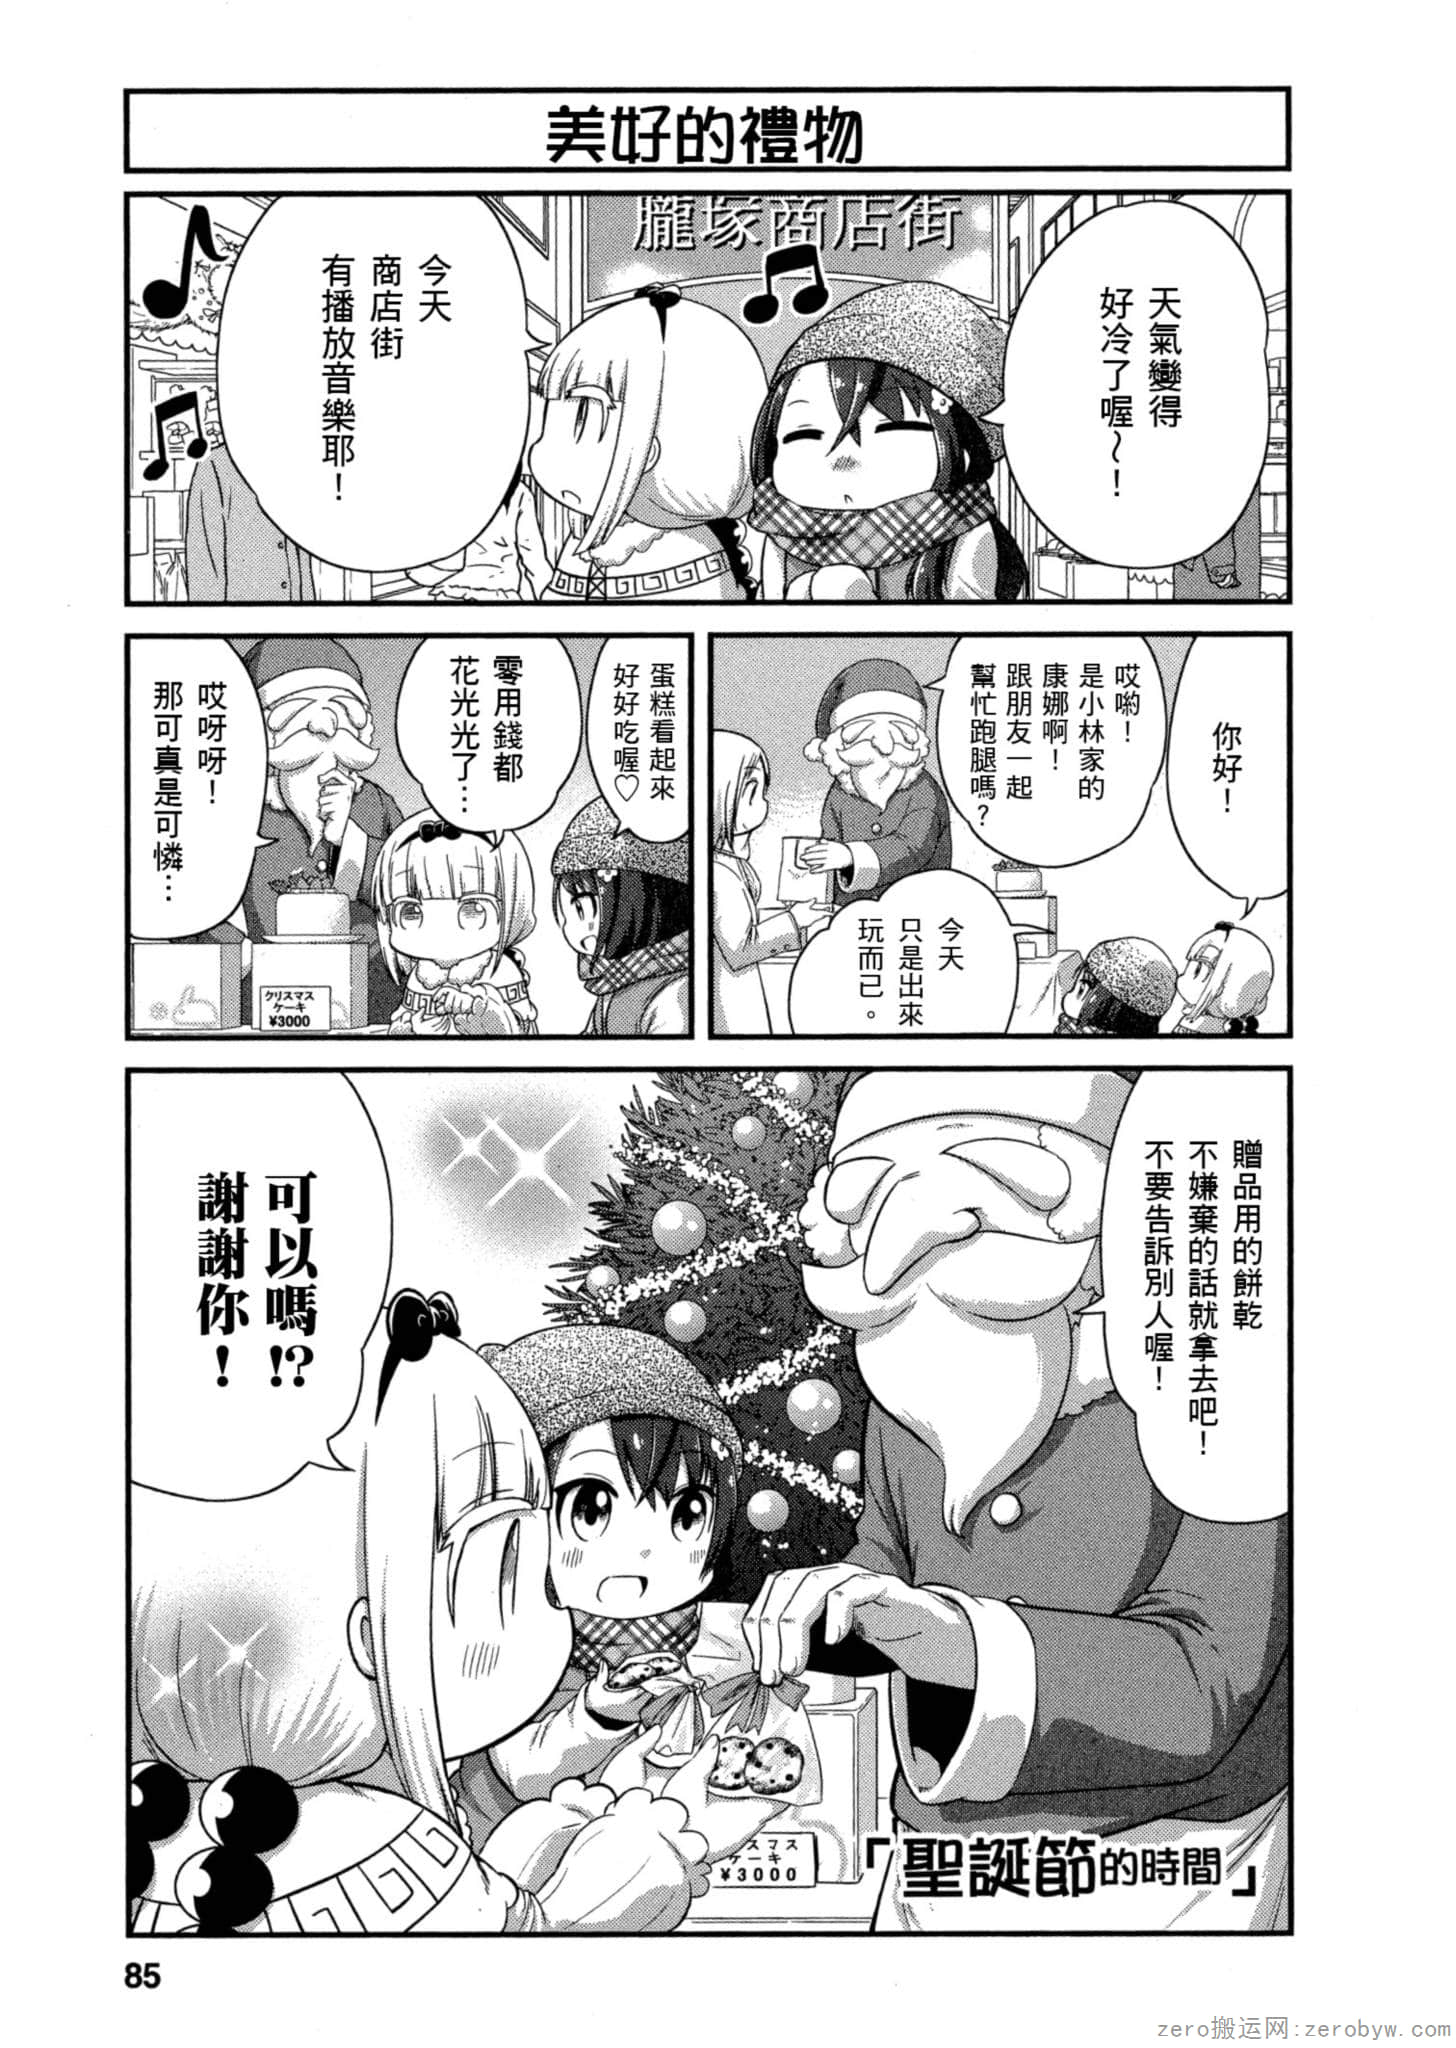 美好的禮物
朧塚商店街
天氣變得
好冷了喔～！
今天
商店街
有播放音樂耶！
你好！
哎喲！
是小林家的
康娜啊！
跟朋友一起
幫忙跑腿嗎？
今天
只是出來
玩而已。
蛋糕看起來
好好吃喔♡
零用錢都
花光光了…
哎呀呀！
那可真是可憐…
クリスマス
ケーキ
¥3000
贈品用的餅乾
不嫌棄的話就拿去吧！
不要告訴別人喔！
可以嗎!?
謝謝你！
クリスマス
ケーキ
¥3000
「聖誕節的時間」
85
zero搬运网:zerobyw.com